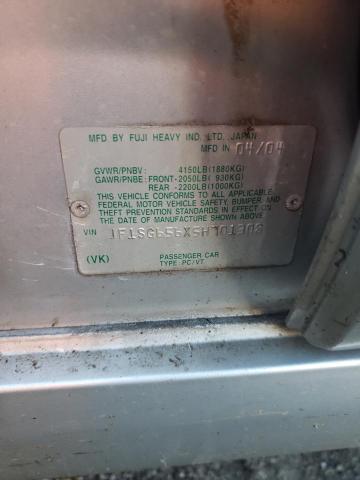 MFD BY FUJI HEAVY IND. LTD. JAPAN
MFD IN 04/04
GVWR/PNBV: 4150LB(1880KG)
GAWR/PNBE: FRONT-2050LB( 930KG)
REAR -2200LB(1000KG)
THIS VEHICLE CONFORMS TO ALL APPLICABLE
FEDERAL MOTOR VEHICLE SAFETY, BUMPER, AND
THEFT PREVENTION STANDARDS IN EFFECT ON
THE DATE OF MANUFACTURE SHOWN ABOVE
VIN
(VK) PASSENGER CAR
TYPE: PC/VT